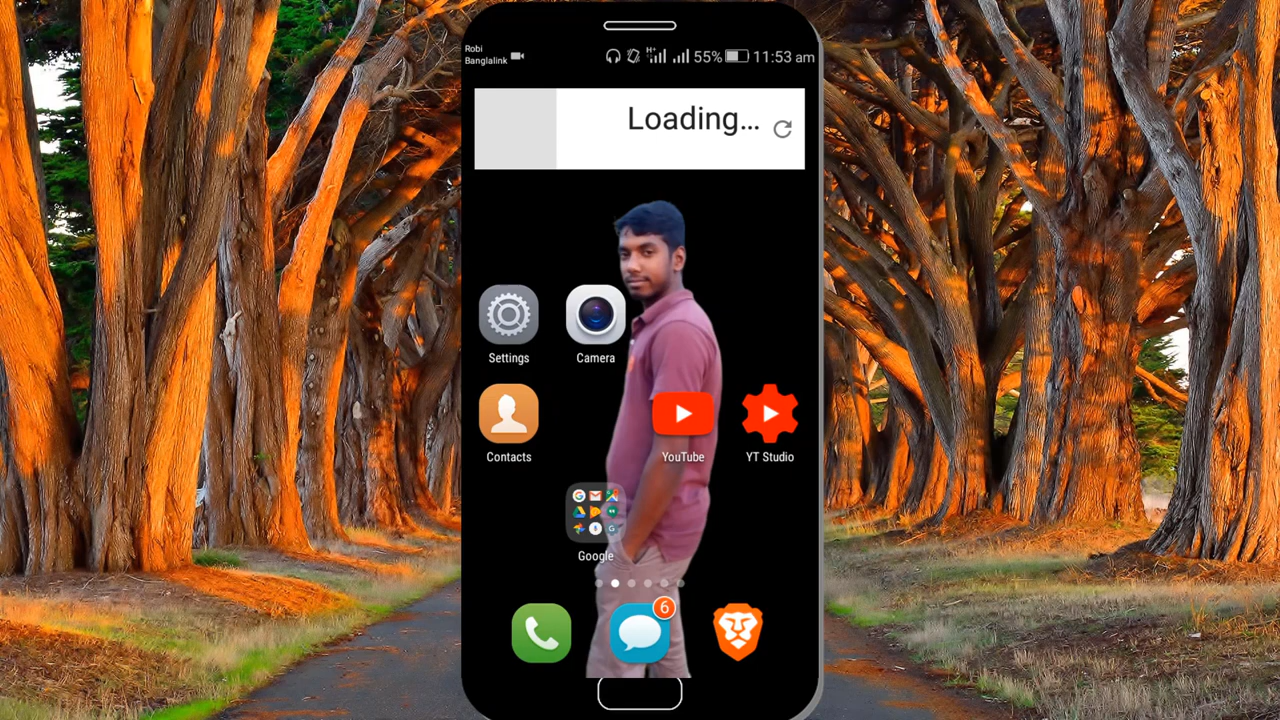 Robi
Banglalink
H+
55%
11:53 am
Loading...
Settings
Camera
Contacts
YouTube
YT Studio
Google
6